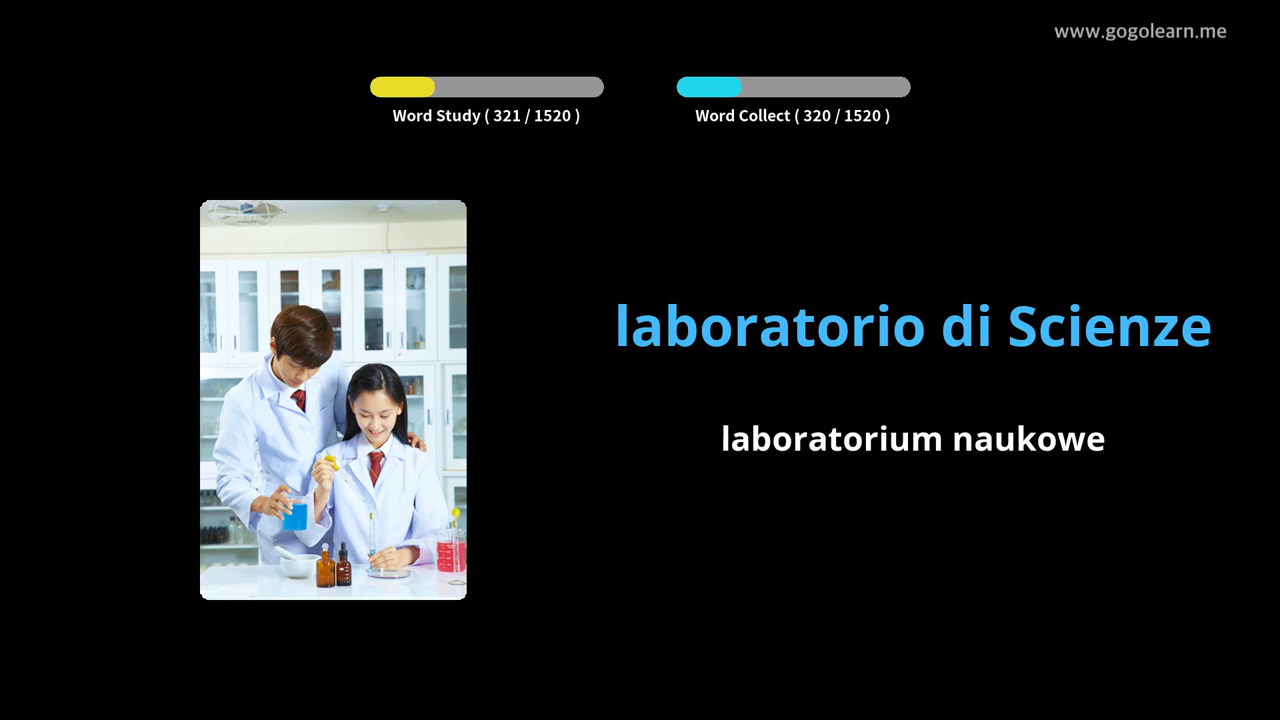 www.gogolearn.me
Word Study ( 321 / 1520 )
Word Collect ( 320 / 1520 )
laboratorio di Scienze
laboratorium naukowe